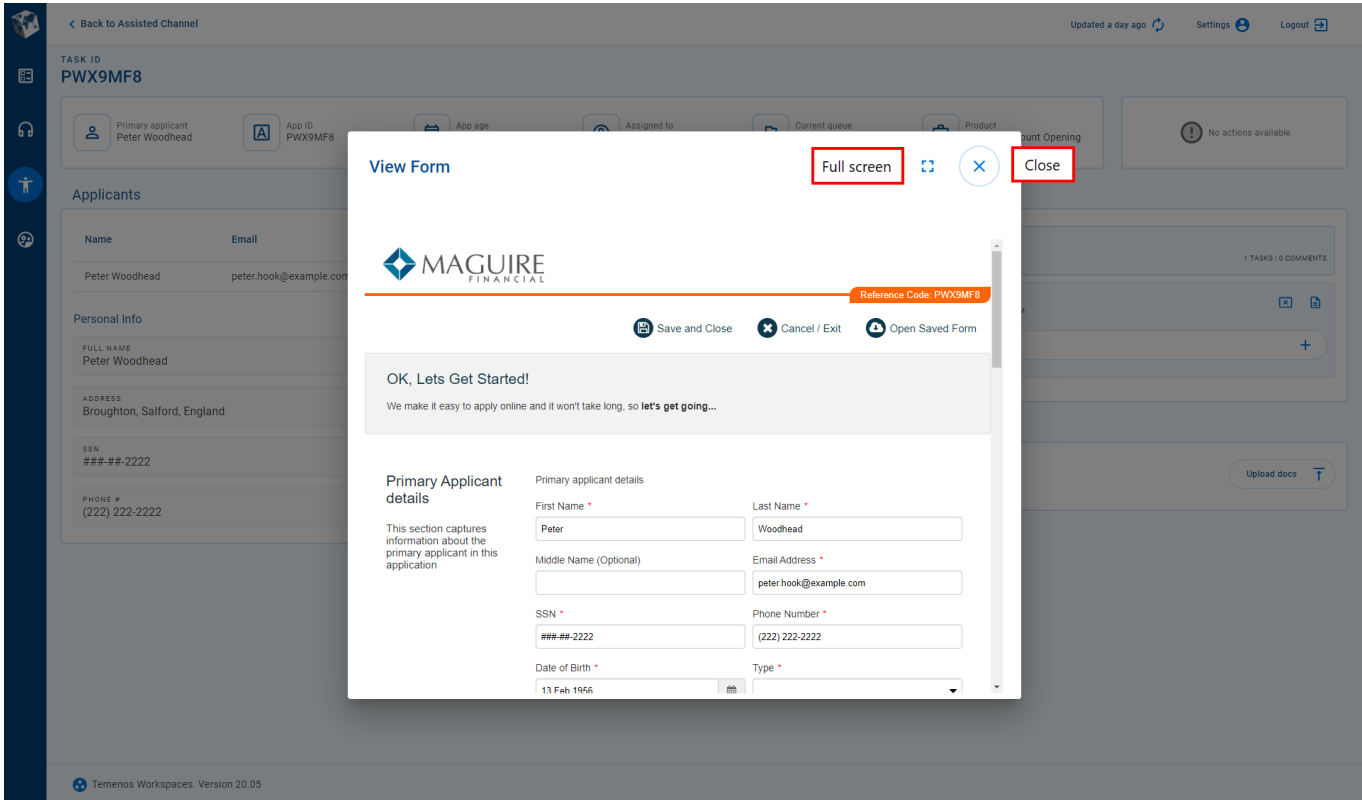 Back to Assisted Channel
Updated a day ago
Settings
Logout
TASK ID
PWX9MF8
Primary applicant
Peter Woodhead
App ID
PWX9MF8
App age
Assigned to
Current queue
Product
ount Opening
No actions available
View Form
Full screen
Close
Applicants
Name
Email
Peter Woodhead
peter.hook@example.com
1 TASKS | 0 COMMENTS
Personal Info
FULL NAME
Peter Woodhead
ADDRESS
Broughton, Salford, England
SSN
###-##-2222
PHONE #
(222) 222-2222
Upload docs
MAGUIRE
FINANCIAL
Reference Code: PWX9MF8
Save and Close
Cancel / Exit
Open Saved Form
OK, Lets Get Started!
We make it easy to apply online and it won't take long, so let's get going...
Primary Applicant
details
This section captures
information about the
primary applicant in this
application
Primary applicant details
First Name *
Last Name *
Peter
Woodhead
Middle Name (Optional)
Email Address *
peter.hook@example.com
SSN *
Phone Number *
###-##-2222
(222) 222-2222
Date of Birth *
Type *
13 Feb 1956
Temenos Workspaces. Version 20.05